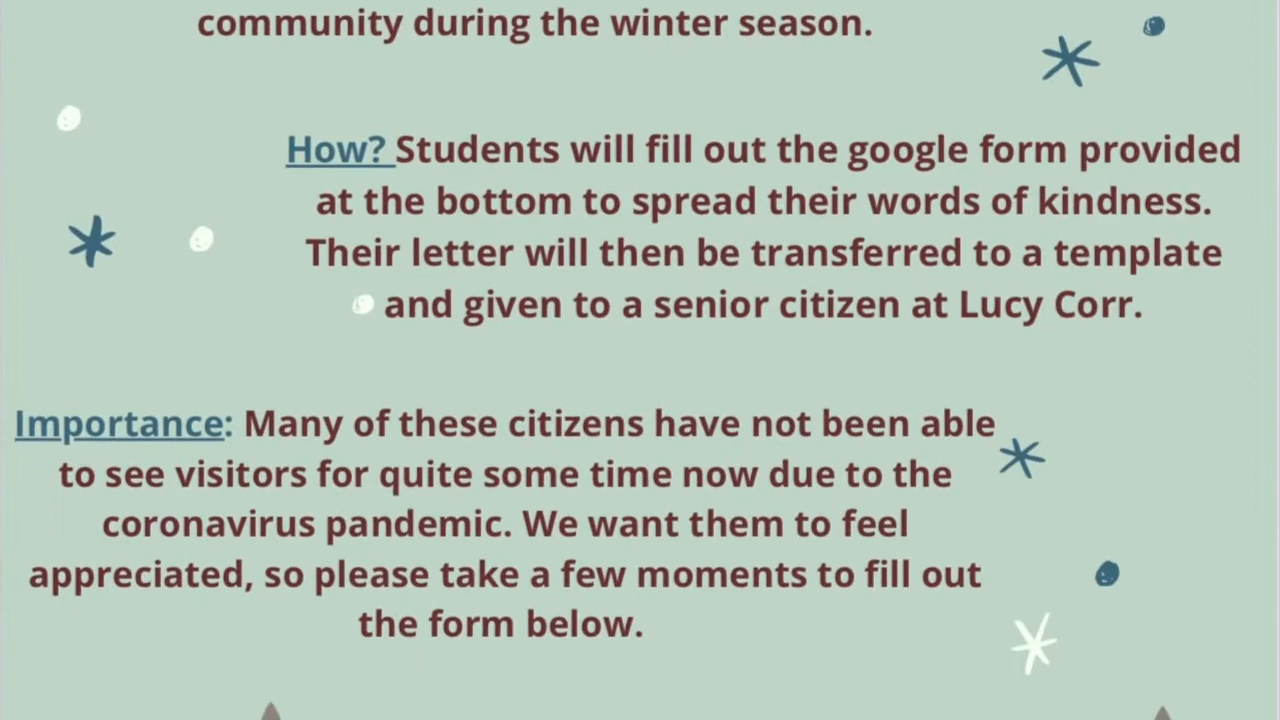 community during the winter season.
How? Students will fill out the google form provided
at the bottom to spread their words of kindness.
Their letter will then be transferred to a template
and given to a senior citizen at Lucy Corr.
Importance: Many of these citizens have not been able
to see visitors for quite some time now due to the
coronavirus pandemic. We want them to feel
appreciated, so please take a few moments to fill out
the form below.